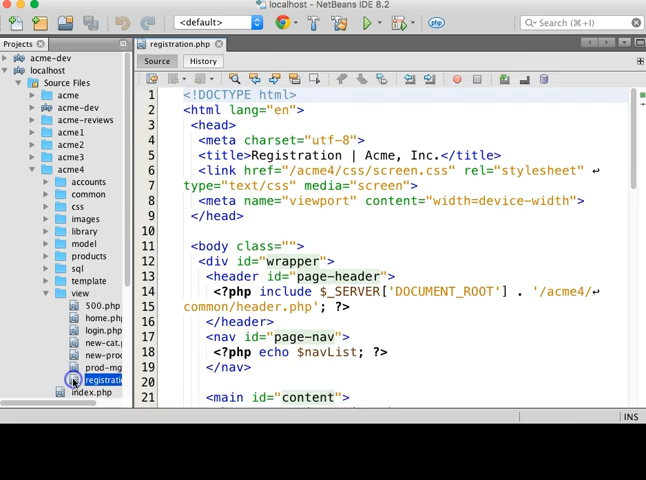 localhost - NetBeans IDE 8.2
<default>
php
Search (⌘+I)
Projects
registration.php
acme-dev
Source
History
localhost
Source Files
acme
acme-dev
acme-reviews
acme1
acme2
acme3
acme4
accounts
common
css
images
library
model
products
sql
template
view
500.php
home.php
login.php
new-cat.
new-prod
prod-mg
registratio
index.php
1 <!DOCTYPE html>
2 <html lang="en">
3 <head>
4 <meta charset="utf-8">
5 <title>Registration | Acme, Inc.</title>
6 <link href="/acme4/css/screen.css" rel="stylesheet" ↩
7 type="text/css" media="screen">
8 <meta name="viewport" content="width=device-width">
9 </head>
10
11 <body class="">
12 <div id="wrapper">
13 <header id="page-header">
14 <?php include $_SERVER['DOCUMENT_ROOT'] . '/acme4/↩
15 common/header.php'; ?>
16 </header>
17 <nav id="page-nav">
18 <?php echo $navList; ?>
19 </nav>
20
21 <main id="content">
INS